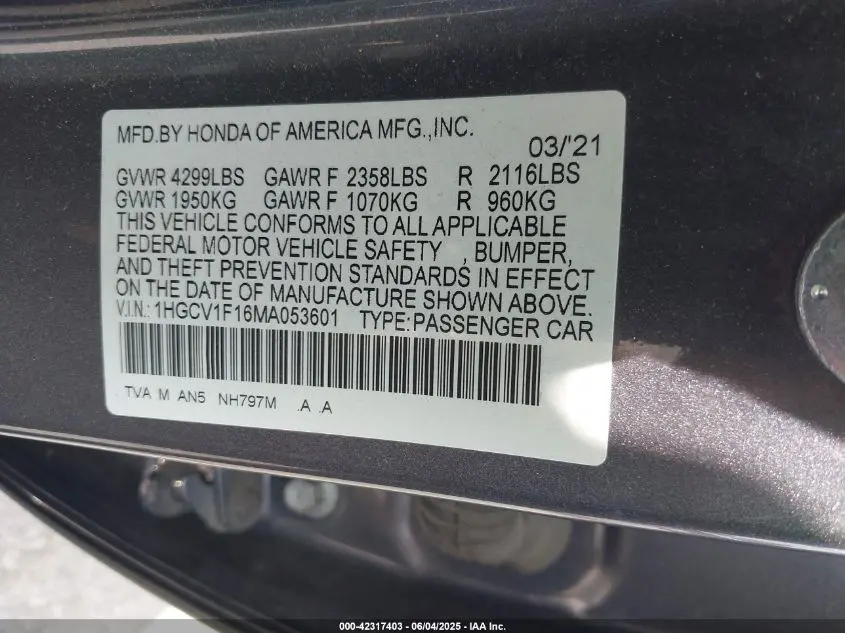 MFD.BY HONDA OF AMERICA MFG.,INC.
03/'21
GVWR 4299LBS GAWR F 2358LBS R 2116LBS
GVWR 1950KG GAWR F 1070KG R 960KG
THIS VEHICLE CONFORMS TO ALL APPLICABLE
FEDERAL MOTOR VEHICLE SAFETY , BUMPER,
AND THEFT PREVENTION STANDARDS IN EFFECT
ON THE DATE OF MANUFACTURE SHOWN ABOVE.
V.I.N.: 1HGCV1F16MA053601 TYPE:PASSENGER CAR
TVA M AN5 NH797M .A .A
000-42317403 - 06/04/2025 - IAA Inc.